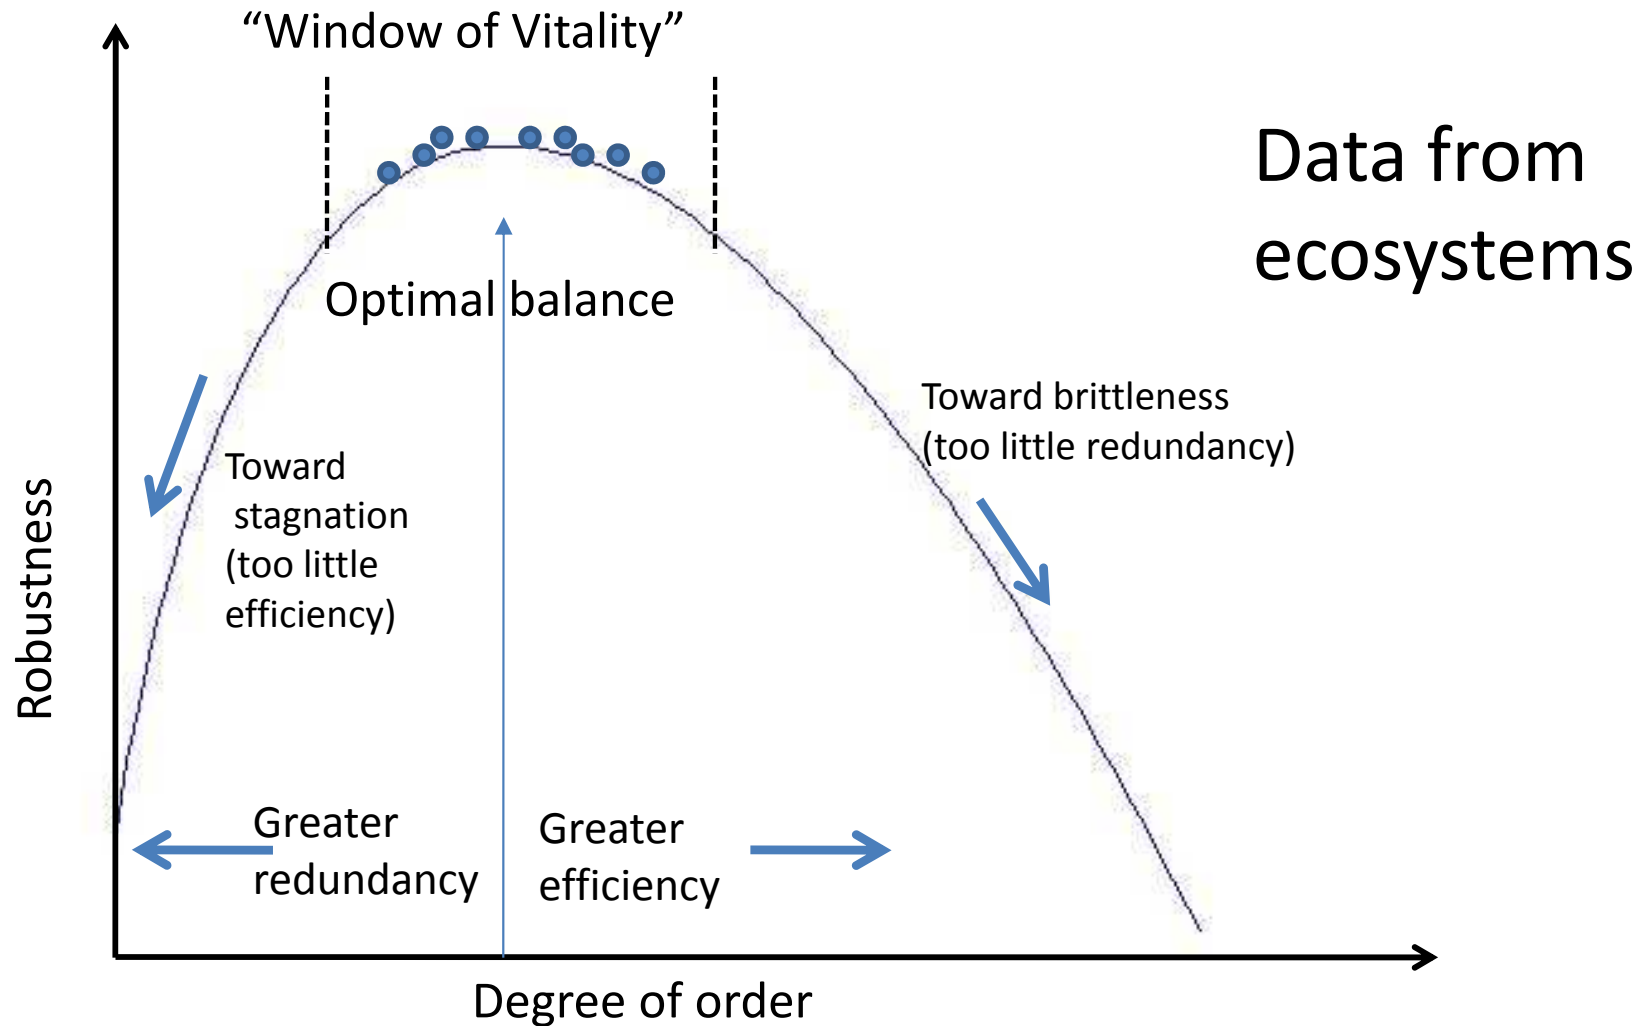 “Window of Vitality”
Data from
ecosystems
Optimal balance
Toward brittleness
(too little redundancy)
Toward
stagnation
(too little
efficiency)
Robustness
Greater
redundancy
Greater
efficiency
Degree of order